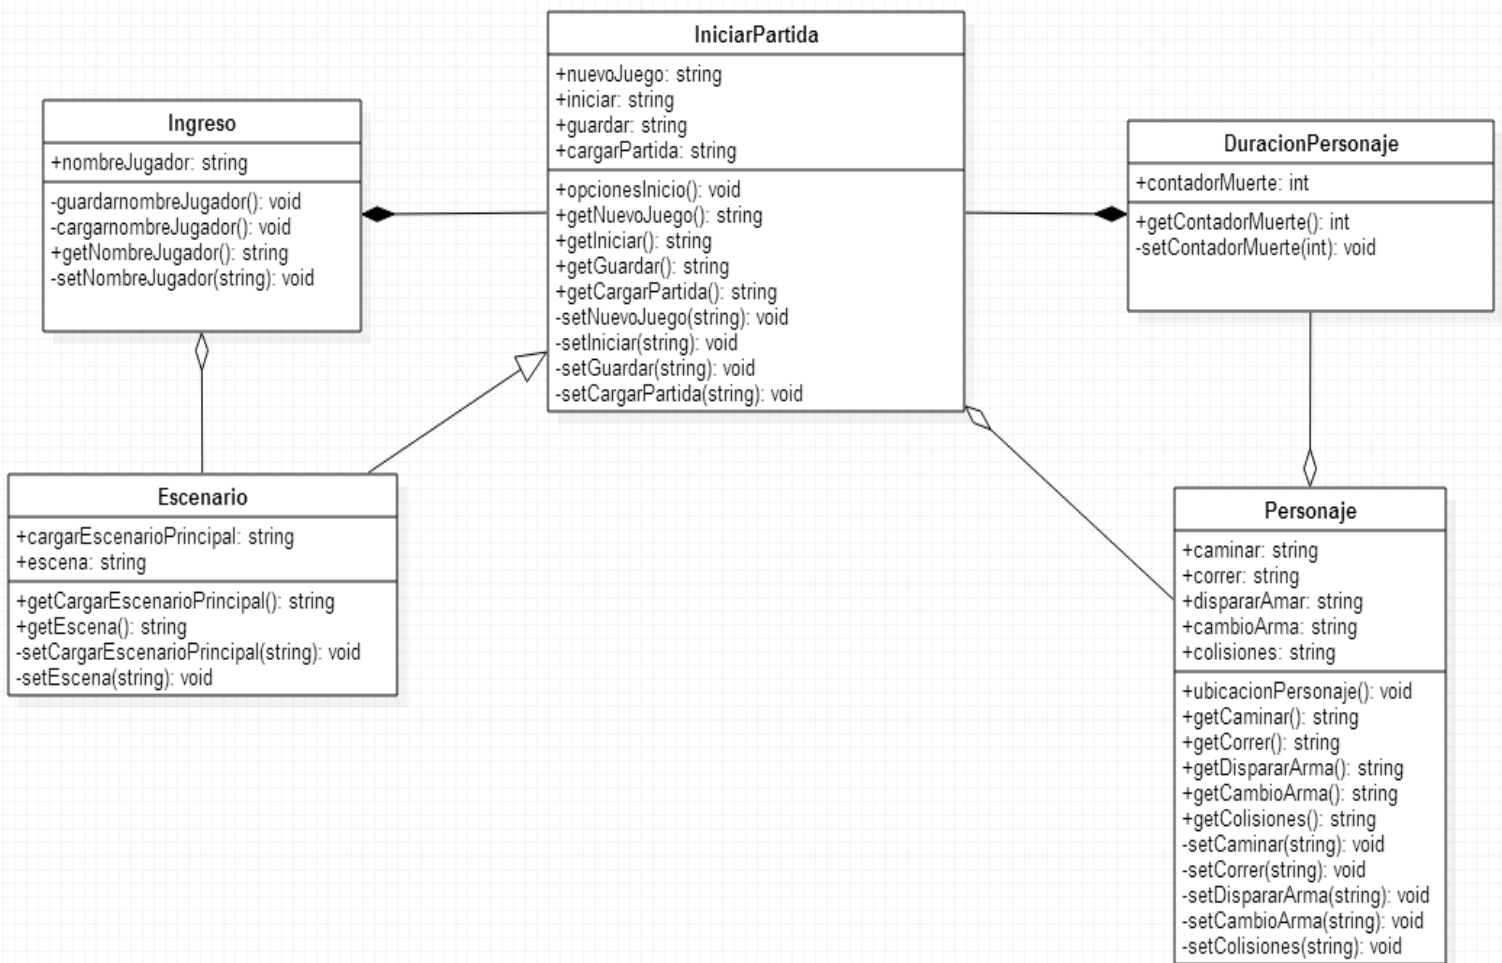 IniciarPartida
+nuevoJuego: string
+iniciar: string
+guardar: string
+cargarPartida: string
+opcionesInicio(): void
+getNuevoJuego(): string
+getIniciar(): string
+getGuardar(): string
+getCargarPartida(): string
-setNuevoJuego(string): void
-setIniciar(string): void
-setGuardar(string): void
-setCargarPartida(string): void
Ingreso
+nombreJugador: string
-guardarnombreJugador(): void
-cargarnombreJugador(): void
+getNombreJugador(): string
-setNombreJugador(string): void
DuracionPersonaje
+contadorMuerte: int
+getContadorMuerte(): int
-setContadorMuerte(int): void
Escenario
+cargarEscenarioPrincipal: string
+escena: string
+getCargarEscenarioPrincipal(): string
+getEscena(): string
-setCargarEscenarioPrincipal(string): void
-setEscena(string): void
Personaje
+caminar: string
+correr: string
+dispararAmar: string
+cambioArma: string
+colisiones: string
+ubicacionPersonaje(): void
+getCaminar(): string
+getCorrer(): string
+getDispararArma(): string
+getCambioArma(): string
+getColisiones(): string
-setCaminar(string): void
-setCorrer(string): void
-setDispararArma(string): void
-setCambioArma(string): void
-setColisiones(string): void